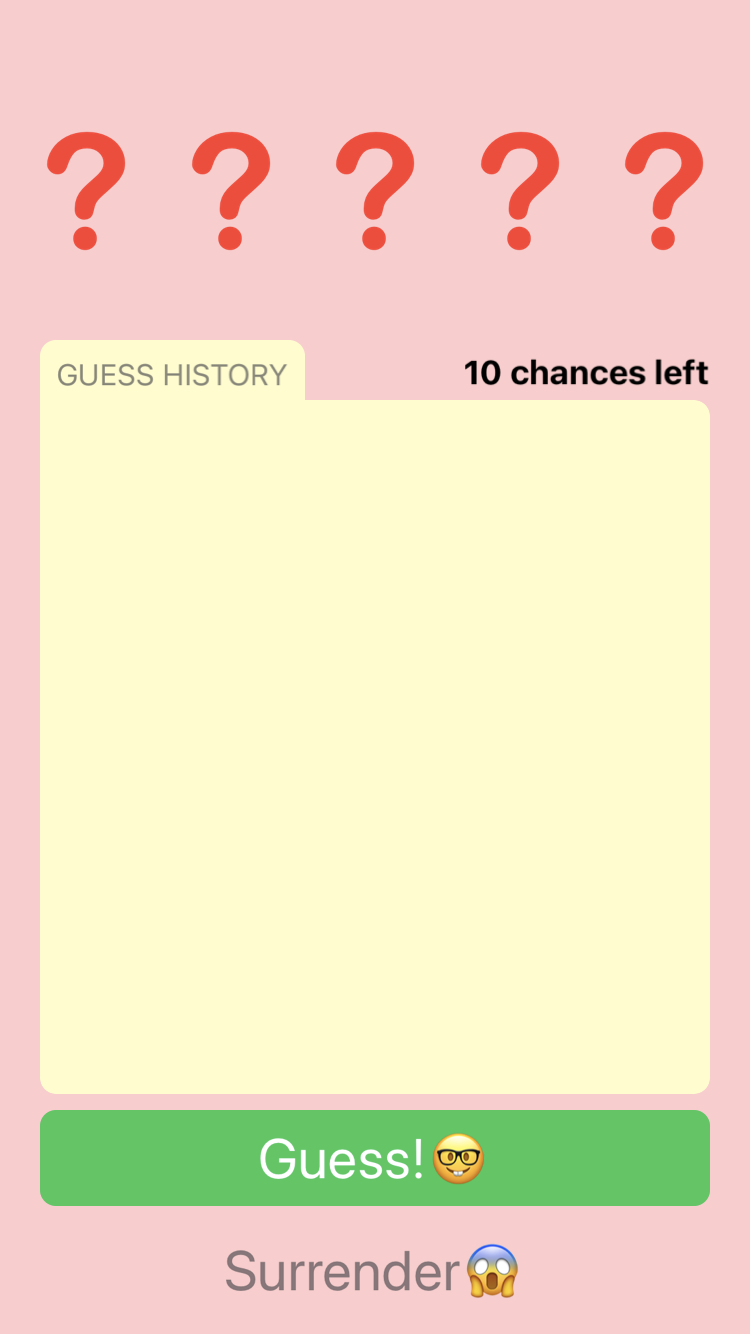 ❓ ❓ ❓ ❓ ❓
GUESS HISTORY
10 chances left
Guess!🤓
Surrender😱